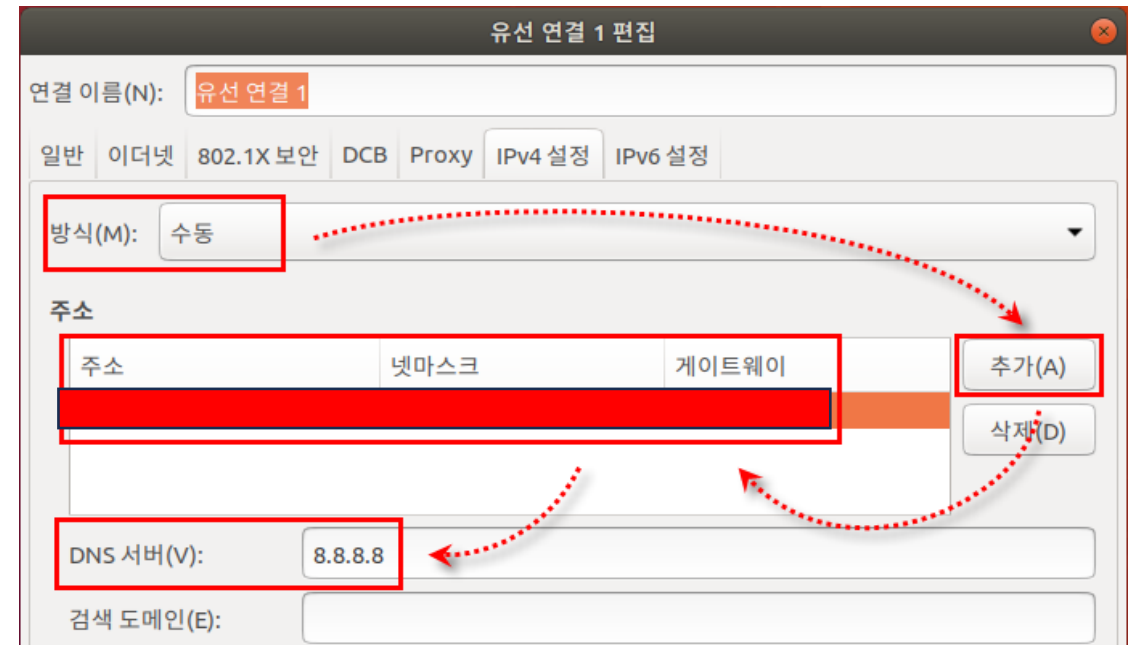 유선 연결 1 편집
연결 이름(N): 유선 연결 1
일반 이더넷 802.1X 보안 DCB Proxy IPv4 설정 IPv6 설정
방식(M): 수동
주소
주소 넷마스크 게이트웨이 추가(A)
삭제(D)
DNS 서버(V): 8.8.8.8
검색 도메인(E):